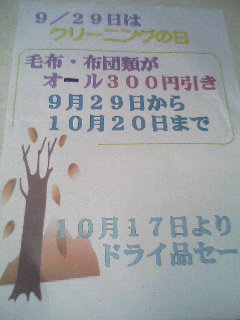 ９／２９日は
クリーニングの日
毛布・布団類が
オール３００円引き
９月２９日から
１０月２０日まで
１０月１７日より
ドライ品セー